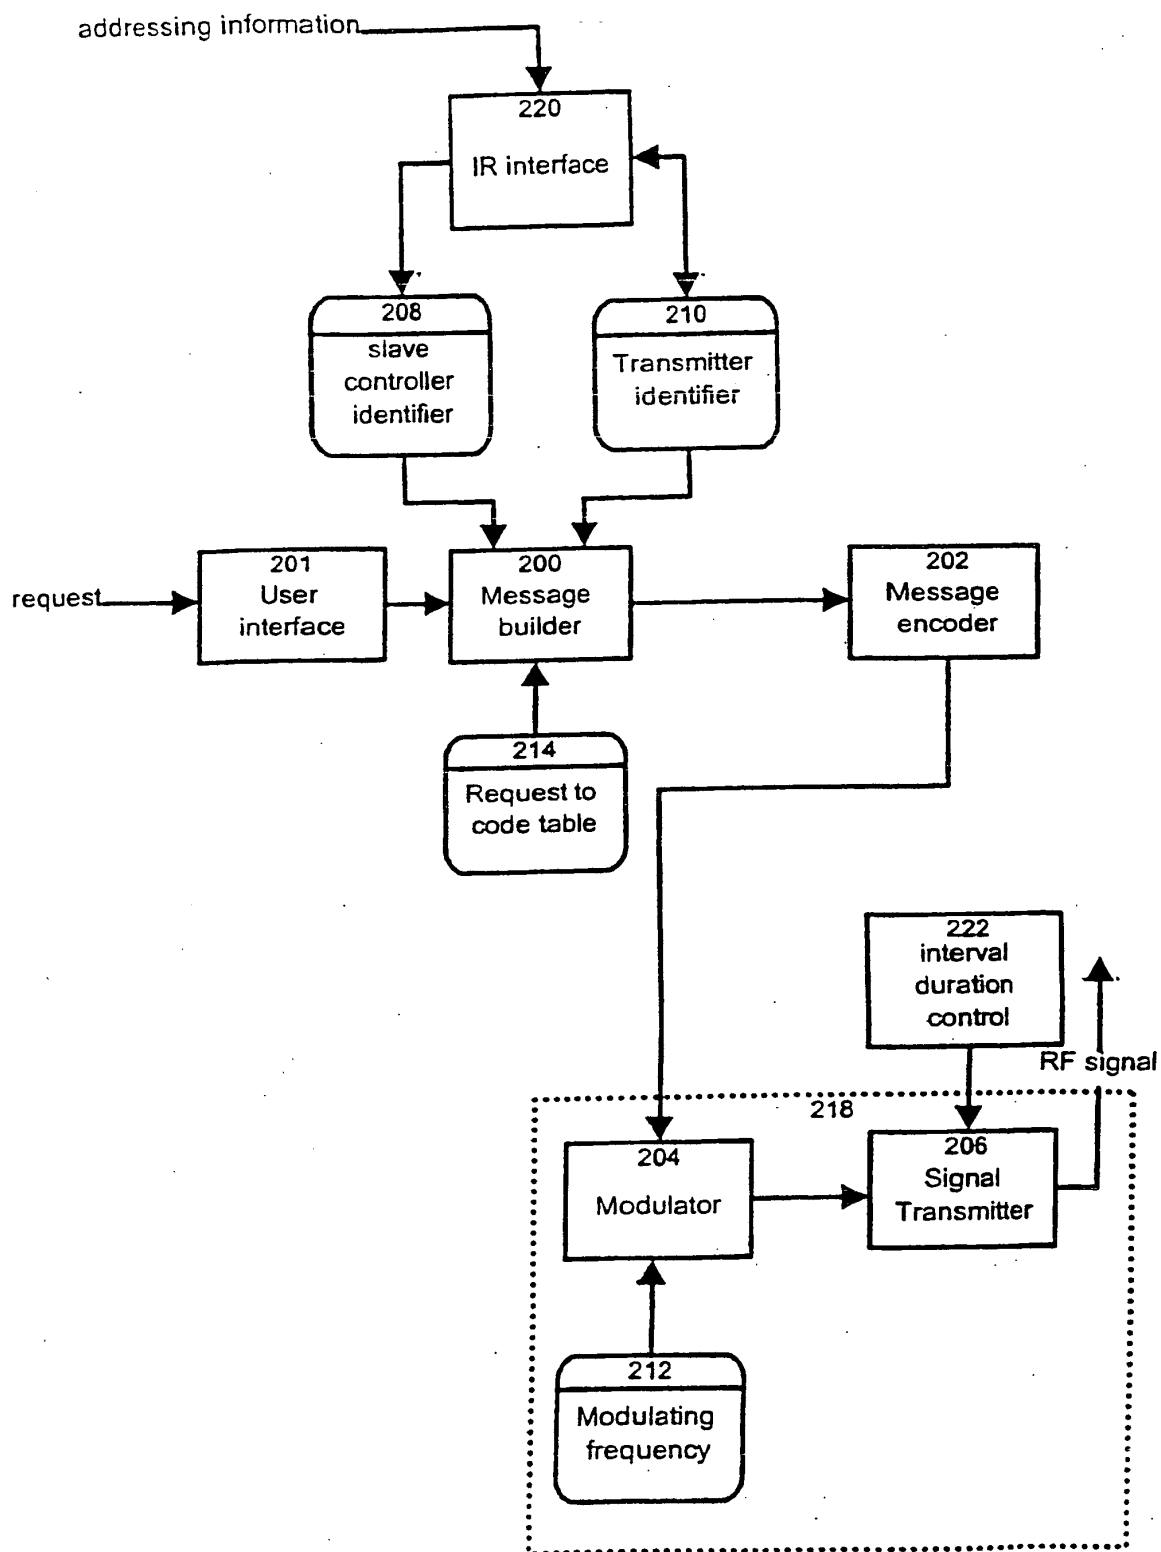 addressing information
220
IR interface
208
slave
controller
identifier
210
Transmitter
identifier
request
201
User
interface
200
Message
builder
202
Message
encoder
214
Request to
code table
222
interval
duration
control
RF signal
218
204
Modulator
206
Signal
Transmitter
212
Modulating
frequency